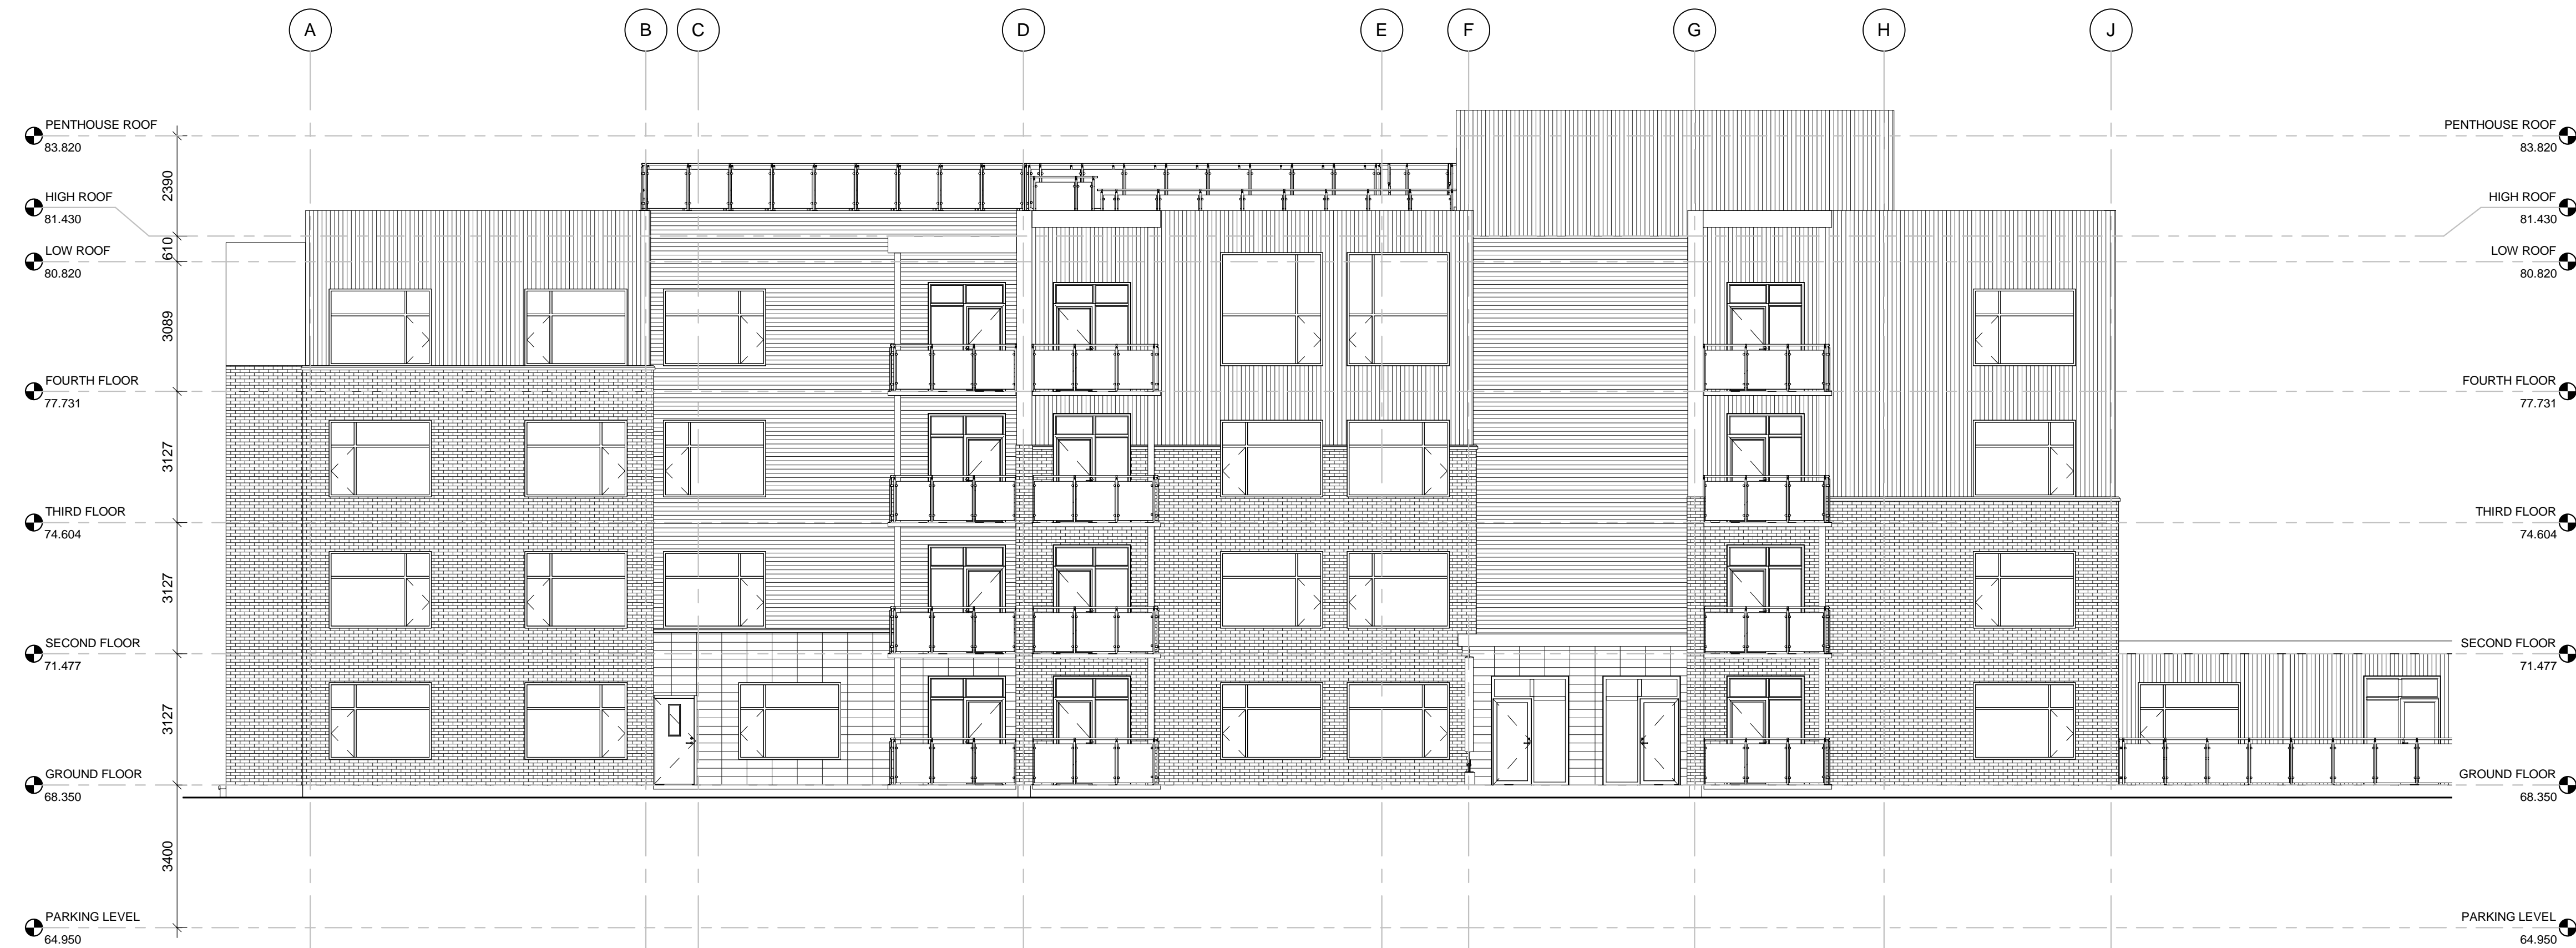 A
B
C
D
E
F
G
H
J
PENTHOUSE ROOF
83.820
2390
HIGH ROOF
81.430
610
LOW ROOF
80.820
3089
FOURTH FLOOR
77.731
3127
THIRD FLOOR
74.604
3127
SECOND FLOOR
71.477
3127
GROUND FLOOR
68.350
3400
PARKING LEVEL
64.950
PENTHOUSE ROOF
83.820
HIGH ROOF
81.430
LOW ROOF
80.820
FOURTH FLOOR
77.731
THIRD FLOOR
74.604
SECOND FLOOR
71.477
GROUND FLOOR
68.350
PARKING LEVEL
64.950